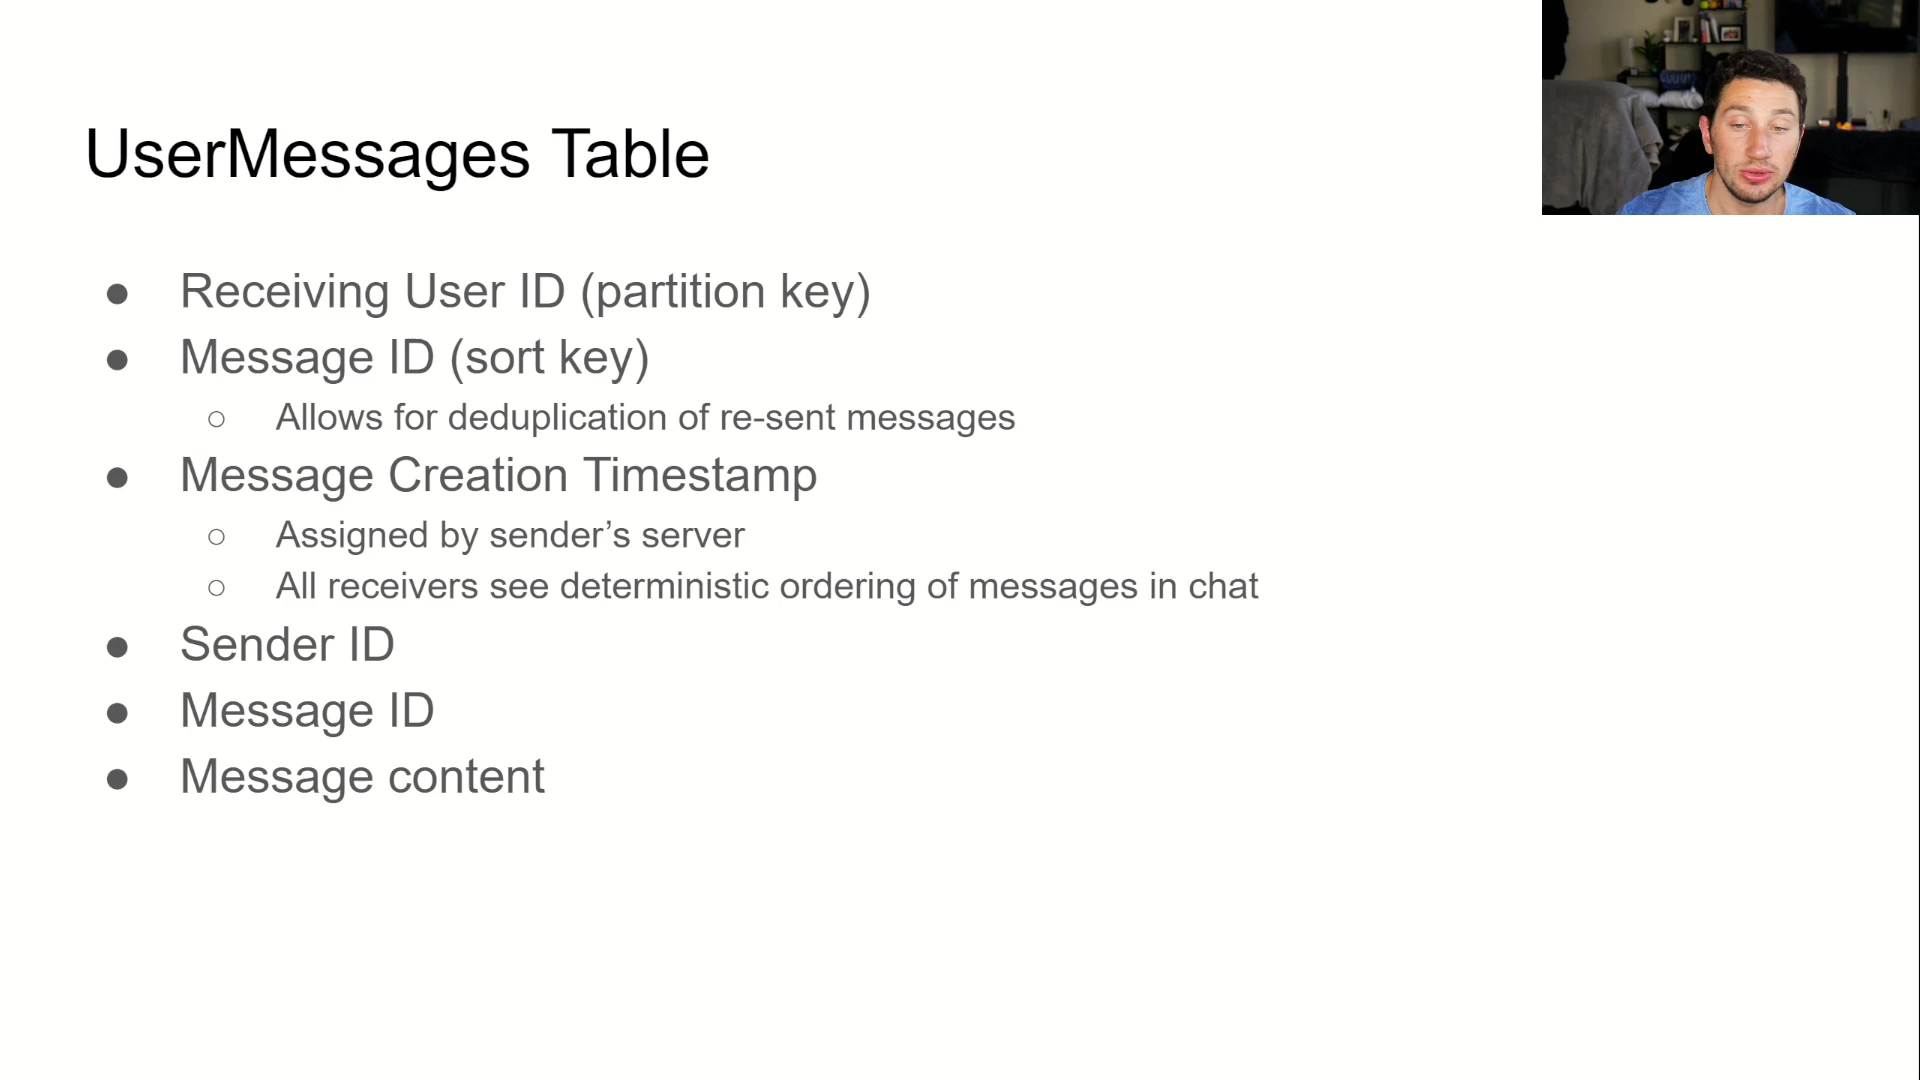 UserMessages Table
● Receiving User ID (partition key)
● Message ID (sort key)
○ Allows for deduplication of re-sent messages
● Message Creation Timestamp
○ Assigned by sender’s server
○ All receivers see deterministic ordering of messages in chat
● Sender ID
● Message ID
● Message content